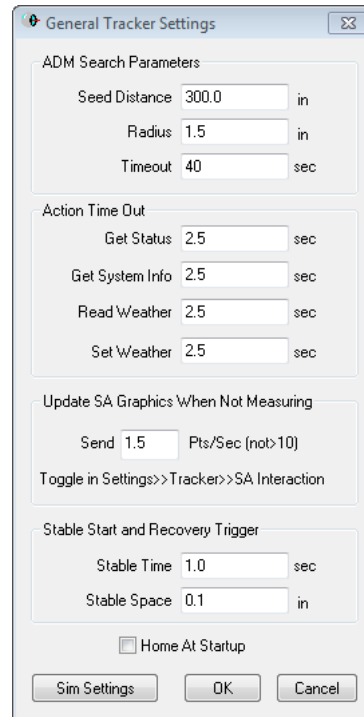 General Tracker Settings
ADM Search Parameters
Seed Distance 300.0 in
Radius 1.5 in
Timeout 40 sec
Action Time Out
Get Status 2.5 sec
Get System Info 2.5 sec
Read Weather 2.5 sec
Set Weather 2.5 sec
Update SA Graphics When Not Measuring
Send 1.5 Pts/Sec (not>10)
Toggle in Settings>>Tracker>>SA Interaction
Stable Start and Recovery Trigger
Stable Time 1.0 sec
Stable Space 0.1 in
Home At Startup
Sim Settings OK Cancel